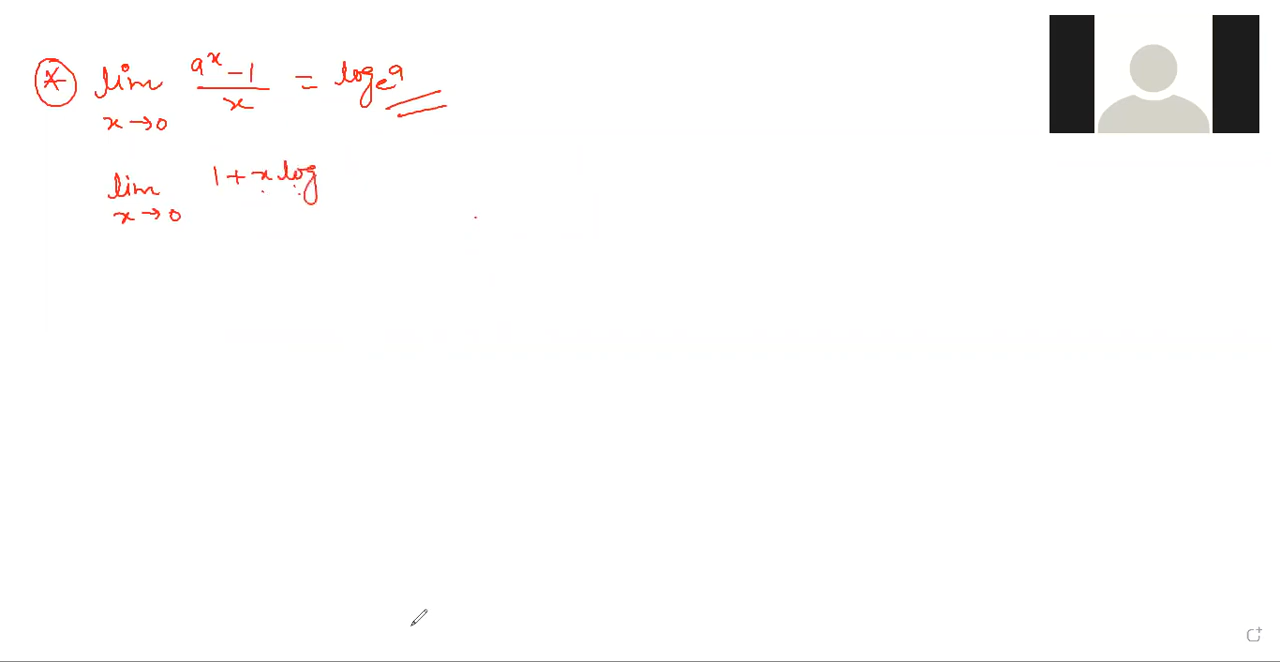 * lim x→0 (a^x − 1)/x = log_e a
lim x→0 1 + x log